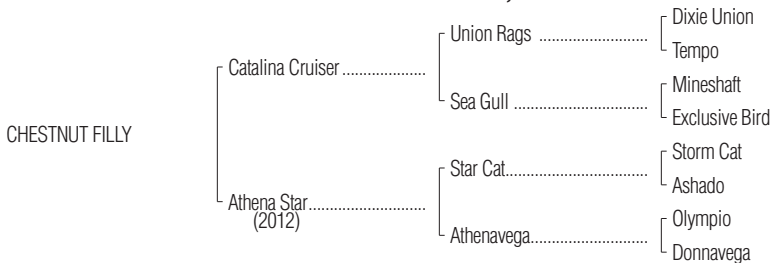 Dixie Union
Union Rags ..................
Tempo
Catalina Cruiser ....................
Mineshaft
Sea Gull ........................
Exclusive Bird
CHESTNUT FILLY
Storm Cat
Star Cat..........................
Ashado
Athena Star............................
(2012)
Olympio
Athenavega.....................
Donnavega